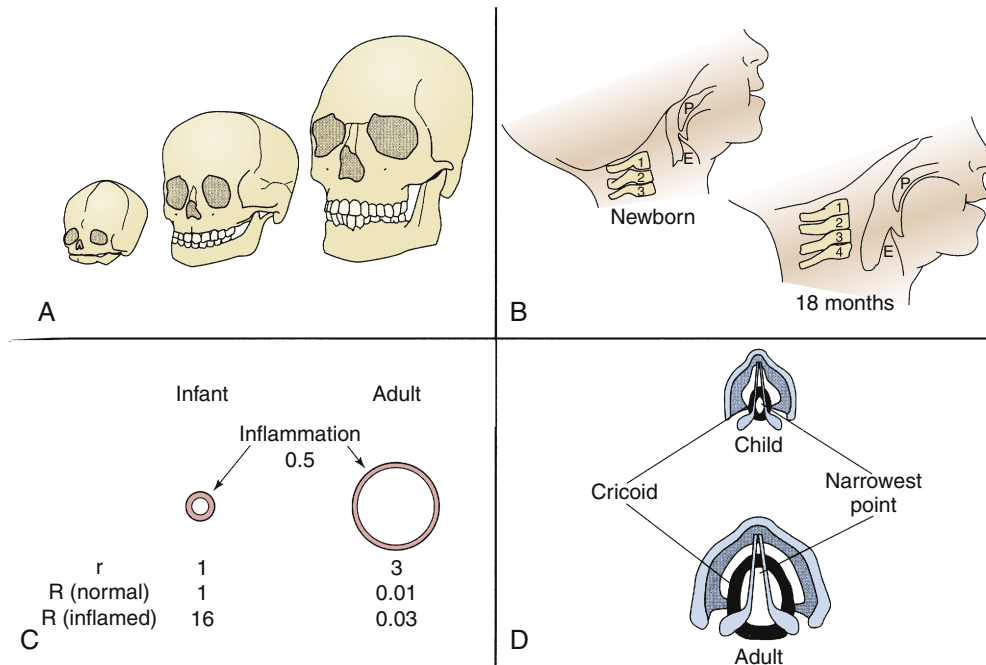 A
P
1
2
E
3
Newborn
P
1
2
3
4
E
18 months
B
Infant Adult
Inflammation
0.5
r 1 3
R (normal) 1 0.01
R (inflamed) 16 0.03
C
Child
Cricoid
Narrowest
point
Adult
D